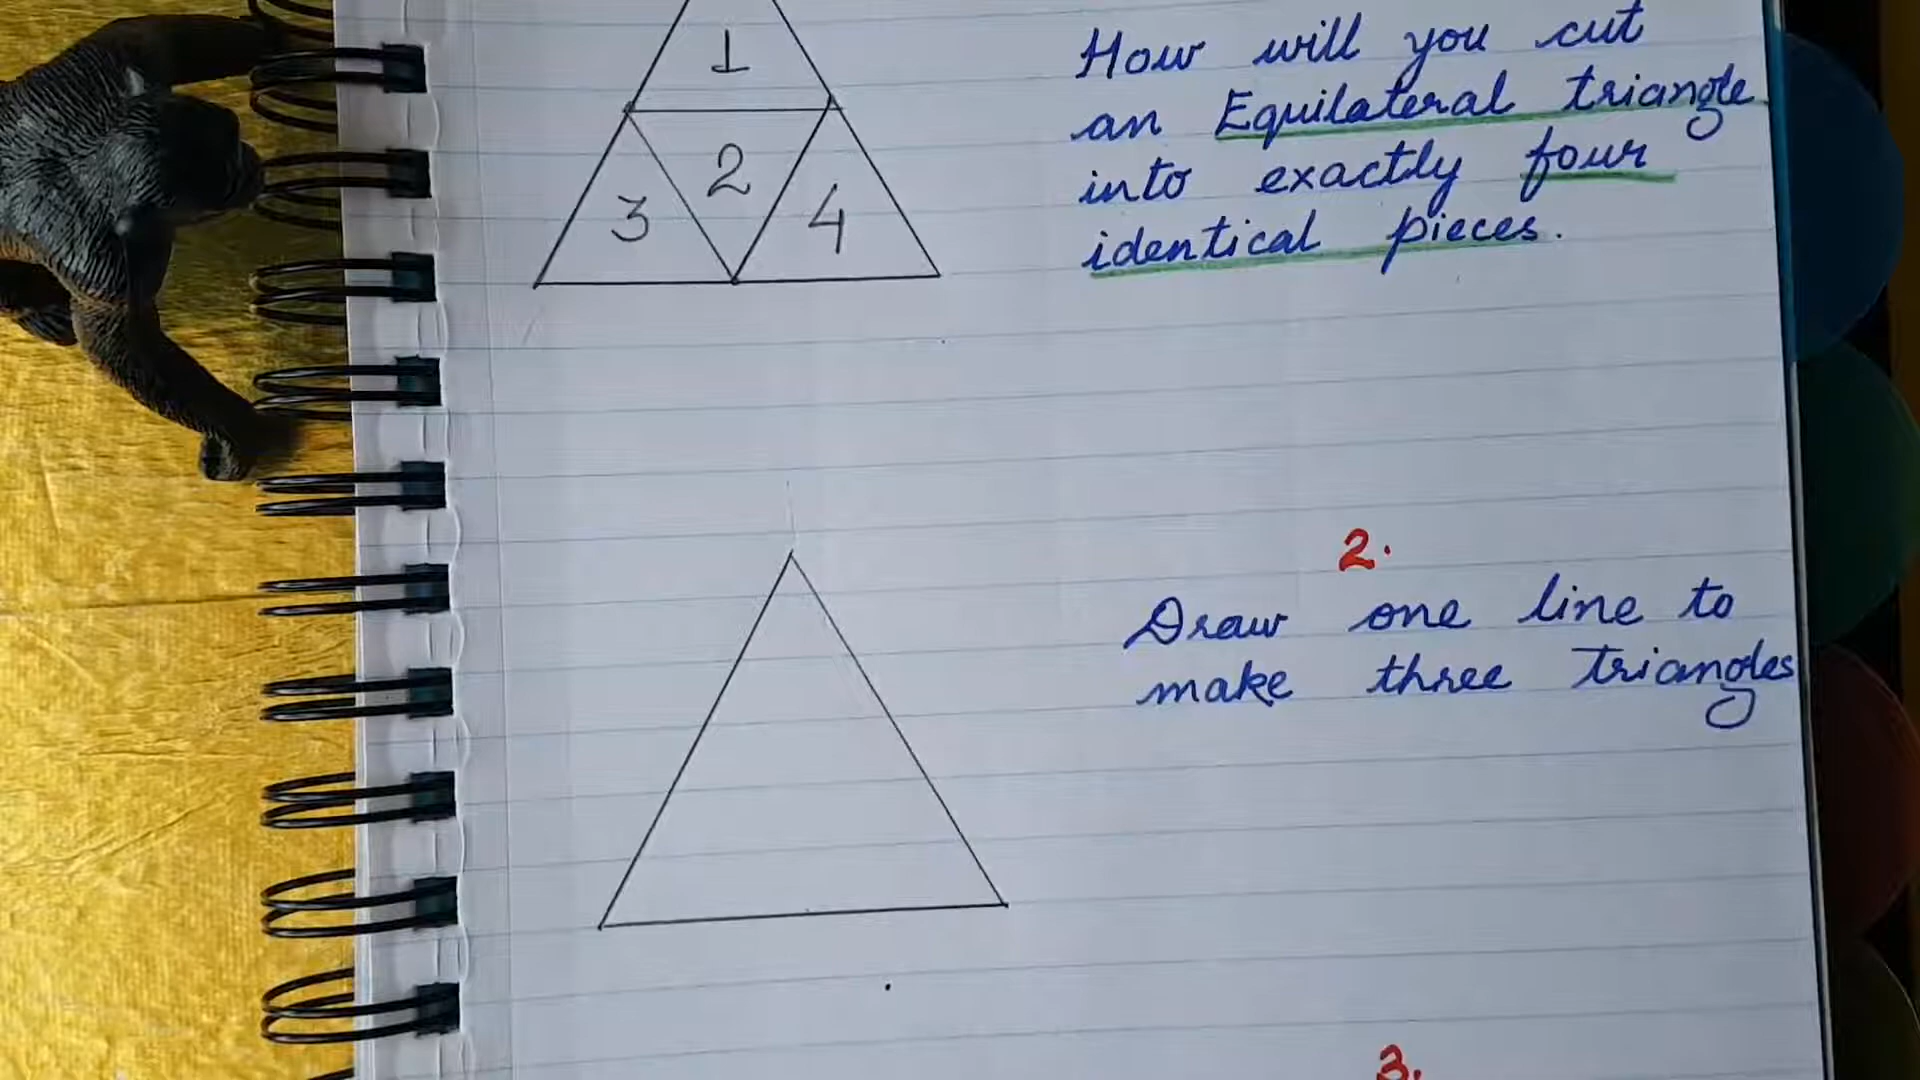 1
2
3
4
How will you cut
an Equilateral triangle
into exactly four
identical pieces.
2.
Draw one line to
make three triangles
3.